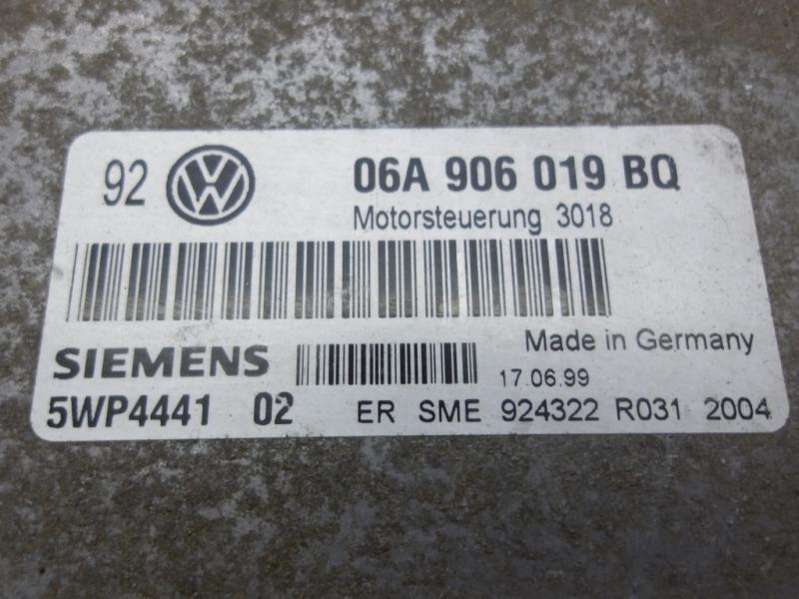 92 VW 06A 906 019 BQ
Motorsteuerung 3018
Made in Germany
SIEMENS 17.06.99
5WP4441 02 ER SME 924322 R031 2004